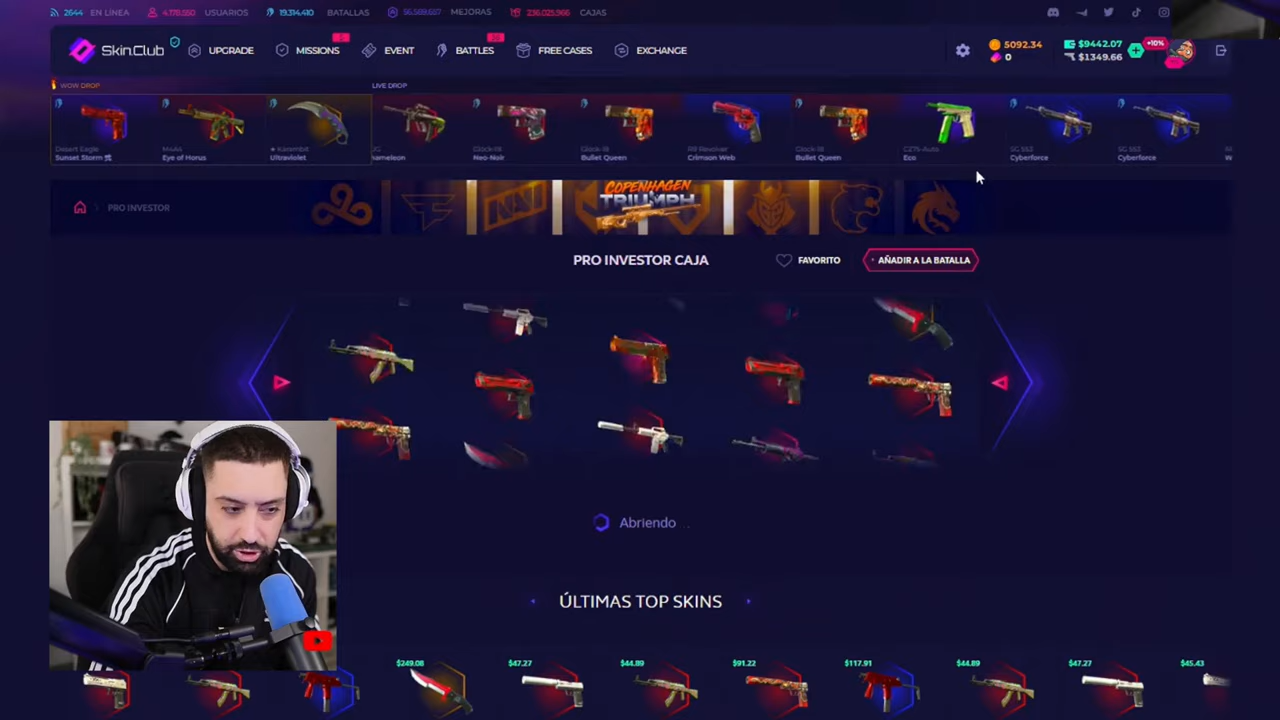 2644 EN LÍNEA 4.178.550 USUARIOS 19.314.410 BATALLAS 56.589.657 MEJORAS 236.025.966 CAJAS
Skin.Club UPGRADE MISSIONS EVENT BATTLES FREE CASES EXCHANGE 5092.34 $9442.07 +10%
0 $1349.66
WOW DROP LIVE DROP
Desert Eagle M4A4 ★ Karambit Glock-18 Glock-18 R8 Revolver Glock-18 CZ75-Auto SG 553 SG 553
Sunset Storm 弐 Eye of Horus Ultraviolet hameleon Neo-Noir Bullet Queen Crimson Web Bullet Queen Eco Cyberforce Cyberforce
COPENHAGEN
TRIUMPH
PRO INVESTOR
PRO INVESTOR CAJA FAVORITO AÑADIR A LA BATALLA
Abriendo
ÚLTIMAS TOP SKINS
$249.08 $47.27 $44.89 $91.22 $117.91 $44.89 $47.27 $45.43